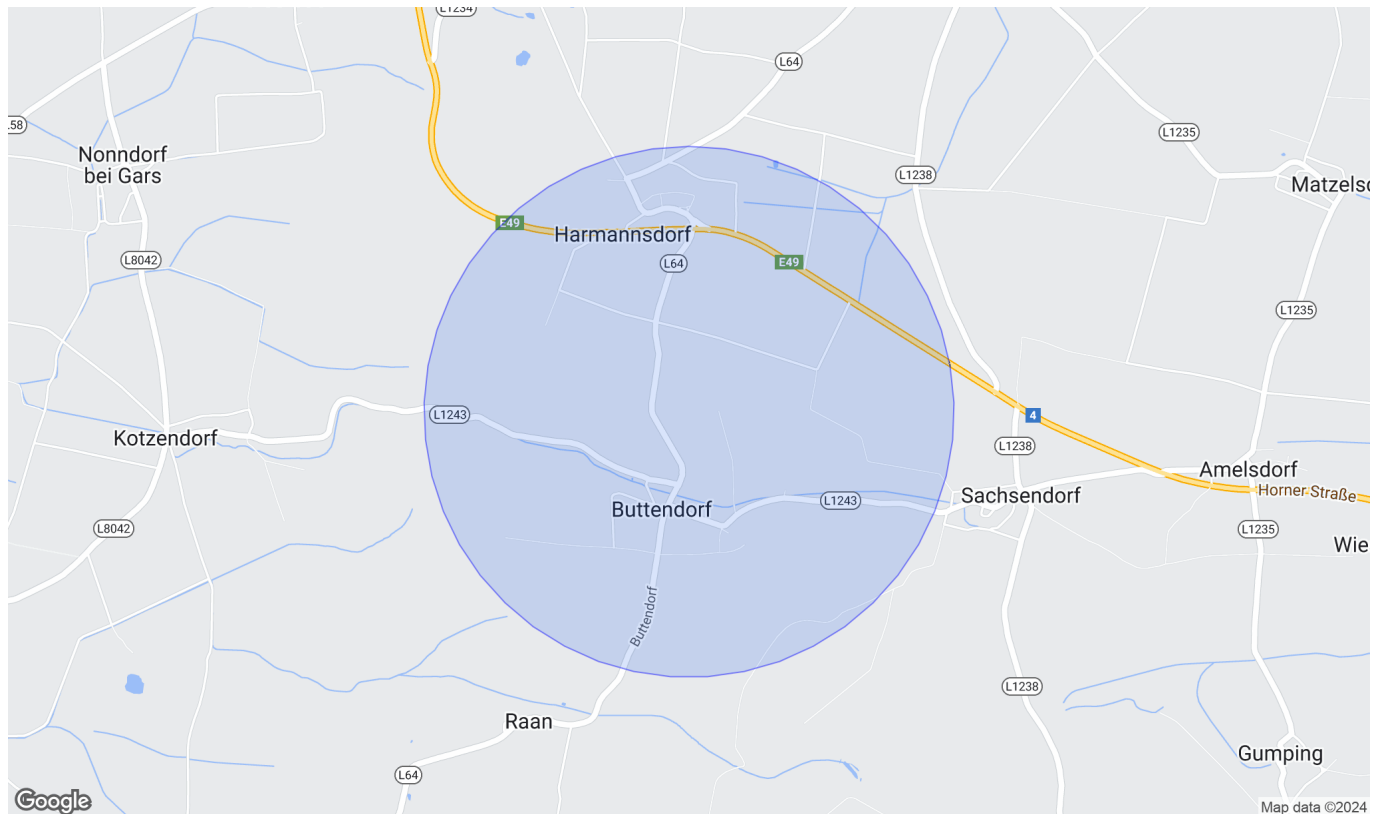 L1234
L64
L58
L1235
Nonndorf
bei Gars
L1238
Matzelsd
E49
Harmannsdorf
L8042
L64
E49
L1235
L1243
4
Kotzendorf
L1238
Amelsdorf
Sachsendorf
Horner Straße
L1243
Buttendorf
L8042
L1235
Wie
Buttendorf
L1238
Raan
Gumping
L64
Google
Map data ©2024